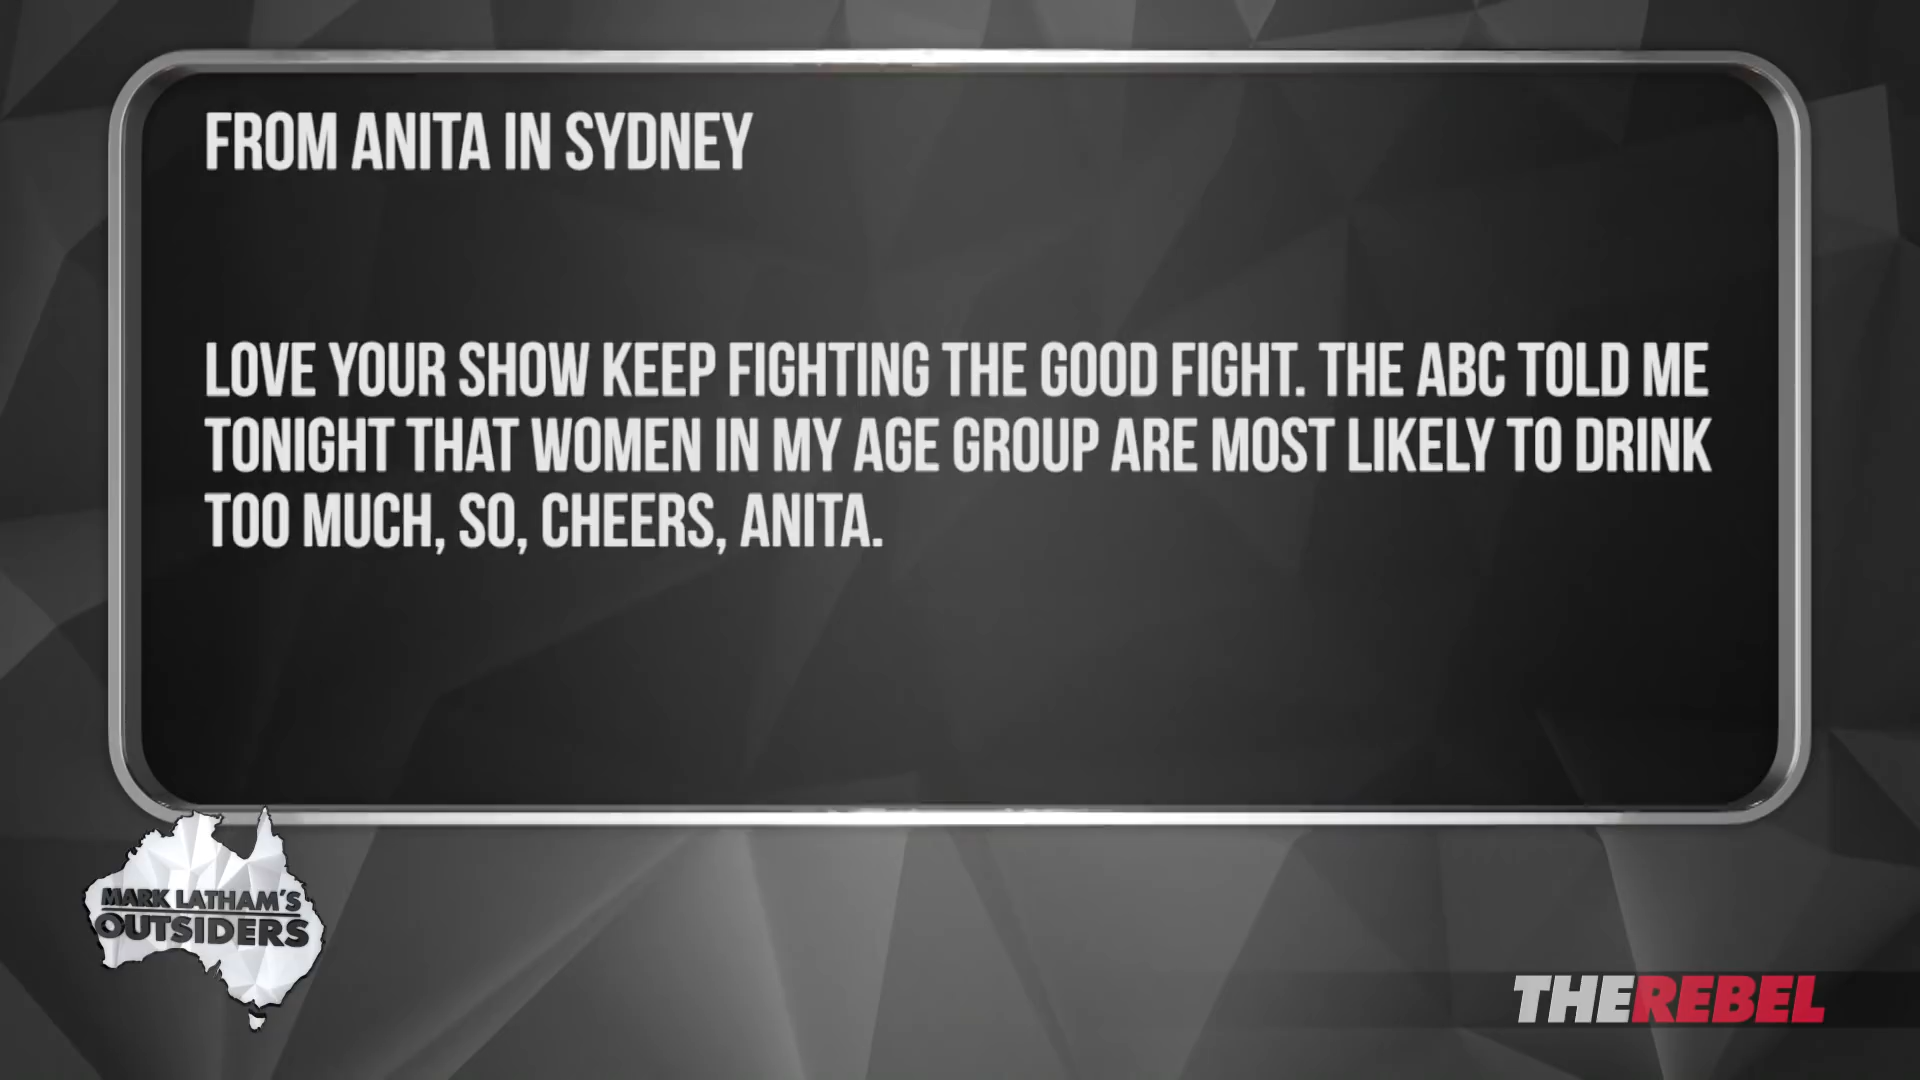 FROM ANITA IN SYDNEY
LOVE YOUR SHOW KEEP FIGHTING THE GOOD FIGHT. THE ABC TOLD ME
TONIGHT THAT WOMEN IN MY AGE GROUP ARE MOST LIKELY TO DRINK
TOO MUCH, SO, CHEERS, ANITA.
MARK LATHAM'S
OUTSIDERS
THEREBEL